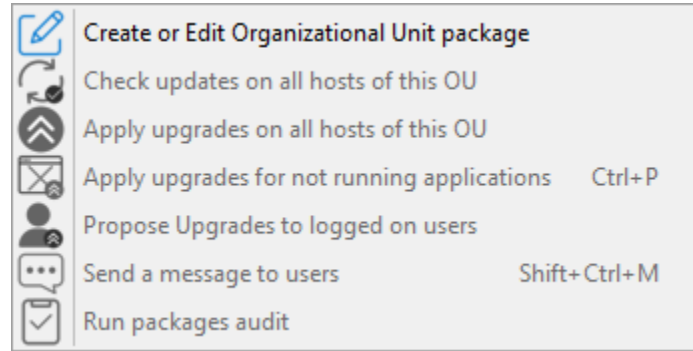 Create or Edit Organizational Unit package
Check updates on all hosts of this OU
Apply upgrades on all hosts of this OU
Apply upgrades for not running applications Ctrl+P
Propose Upgrades to logged on users
Send a message to users Shift+Ctrl+M
Run packages audit